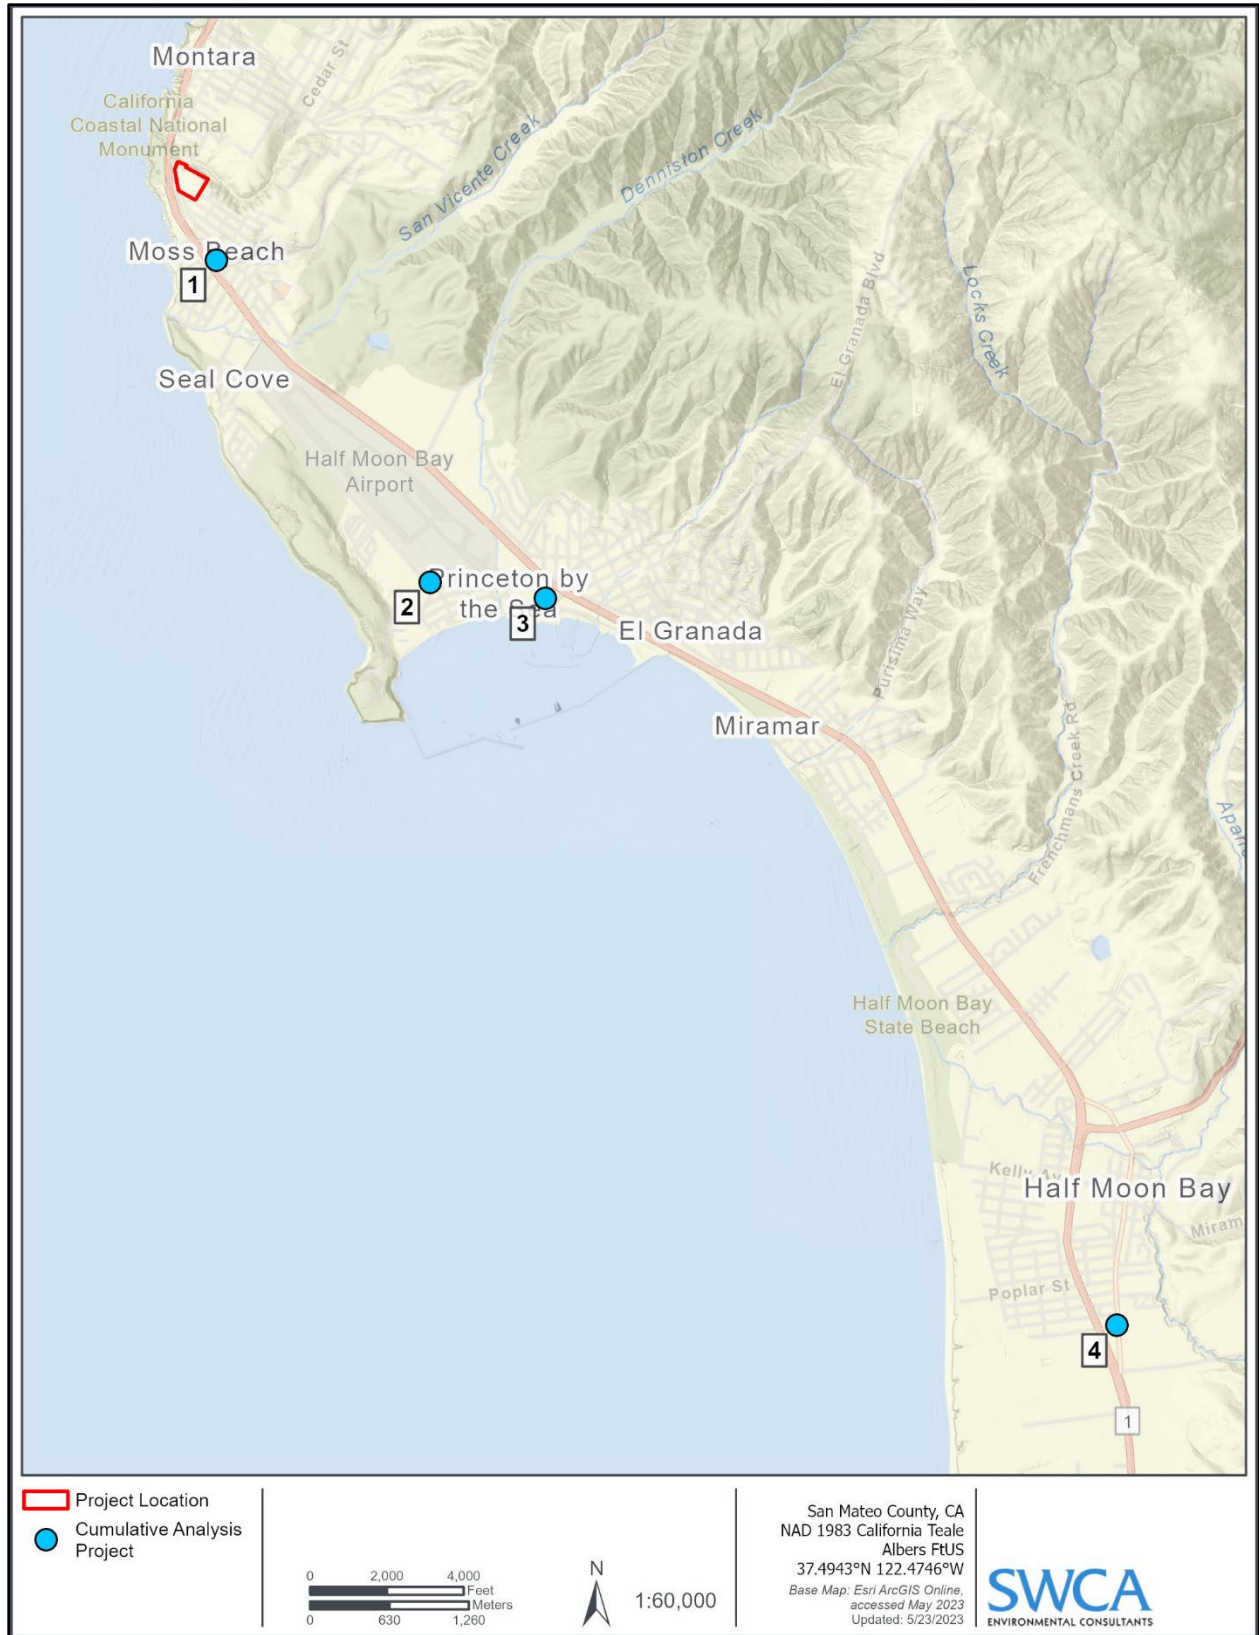 Montara
Cedar St
California
Coastal National
Monument
San Vicente Creek
Denniston Creek
Moss Beach
1
El Granada Blvd
Locks Creek
Seal Cove
Half Moon Bay
Airport
Princeton by
the Sea
2
3
El Granada
Purisima Way
Miramar
Frenchmans Creek Rd
Half Moon Bay
State Beach
Kelly Av
Half Moon Bay
Miram
Poplar St
4
1
Project Location
Cumulative Analysis
Project
0 2,000 4,000
Feet
Meters
0 630 1,260
N
1:60,000
San Mateo County, CA
NAD 1983 California Teale
Albers FtUS
37.4943°N 122.4746°W
Base Map: Esri ArcGIS Online,
accessed May 2023
Updated: 5/23/2023
SWCA
ENVIRONMENTAL CONSULTANTS